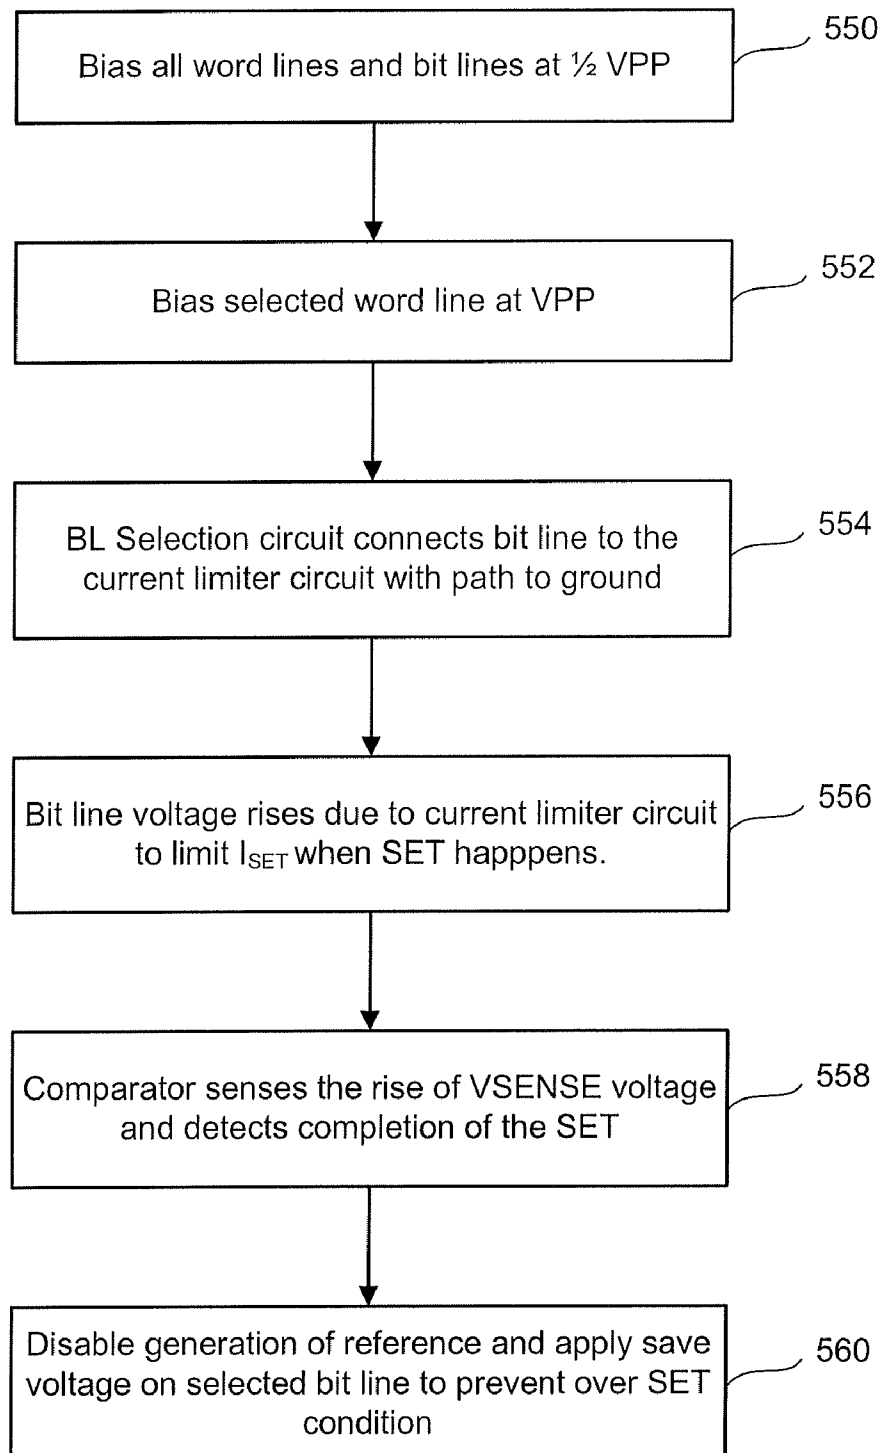 550
Bias all word lines and bit lines at ½ VPP
552
Bias selected word line at VPP
554
BL Selection circuit connects bit line to the
current limiter circuit with path to ground
556
Bit line voltage rises due to current limiter circuit
to limit ISET when SET happpens.
558
Comparator senses the rise of VSENSE voltage
and detects completion of the SET
560
Disable generation of reference and apply save
voltage on selected bit line to prevent over SET
condition